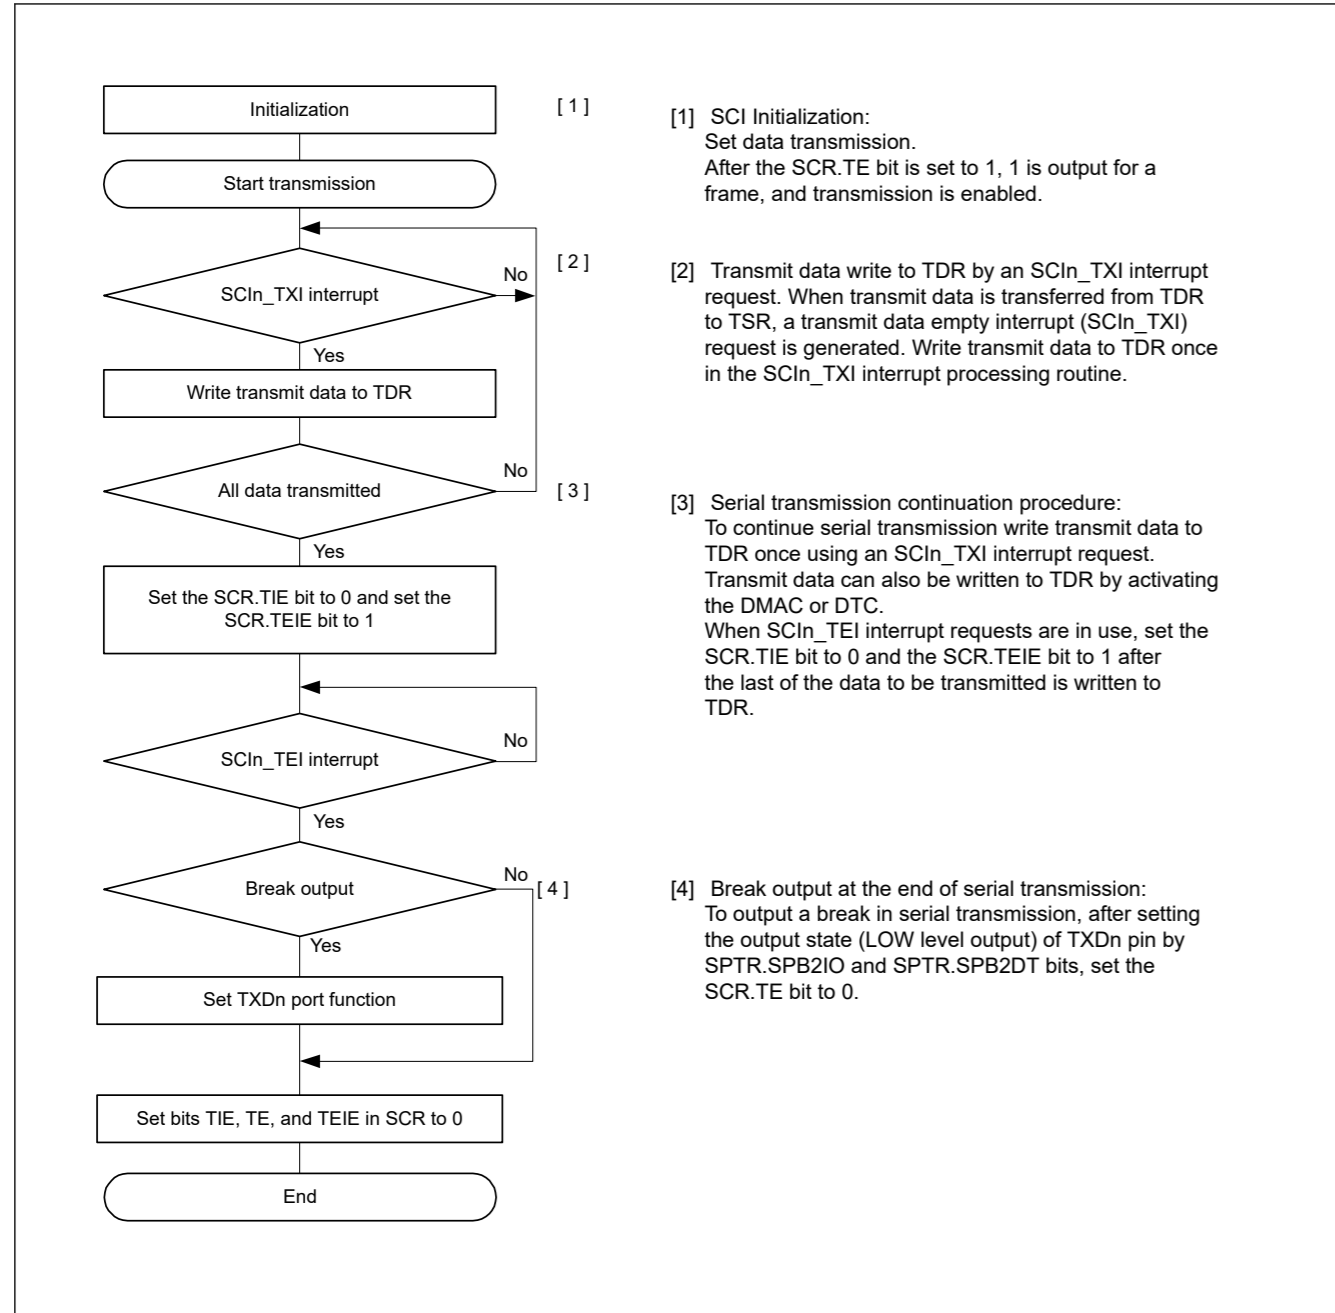 Initialization
[ 1 ]
Start transmission
[ 2 ]
SCIn_TXI interrupt
No
Yes
Write transmit data to TDR
All data transmitted
No
[ 3 ]
Yes
Set the SCR.TIE bit to 0 and set the
SCR.TEIE bit to 1
SCIn_TEI interrupt
No
Yes
Break output
No
[ 4 ]
Yes
Set TXDn port function
Set bits TIE, TE, and TEIE in SCR to 0
End
[1] SCI Initialization:
Set data transmission.
After the SCR.TE bit is set to 1, 1 is output for a
frame, and transmission is enabled.
[2] Transmit data write to TDR by an SCIn_TXI interrupt
request. When transmit data is transferred from TDR
to TSR, a transmit data empty interrupt (SCIn_TXI)
request is generated. Write transmit data to TDR once
in the SCIn_TXI interrupt processing routine.
[3] Serial transmission continuation procedure:
To continue serial transmission write transmit data to
TDR once using an SCIn_TXI interrupt request.
Transmit data can also be written to TDR by activating
the DMAC or DTC.
When SCIn_TEI interrupt requests are in use, set the
SCR.TIE bit to 0 and the SCR.TEIE bit to 1 after
the last of the data to be transmitted is written to
TDR.
[4] Break output at the end of serial transmission:
To output a break in serial transmission, after setting
the output state (LOW level output) of TXDn pin by
SPTR.SPB2IO and SPTR.SPB2DT bits, set the
SCR.TE bit to 0.